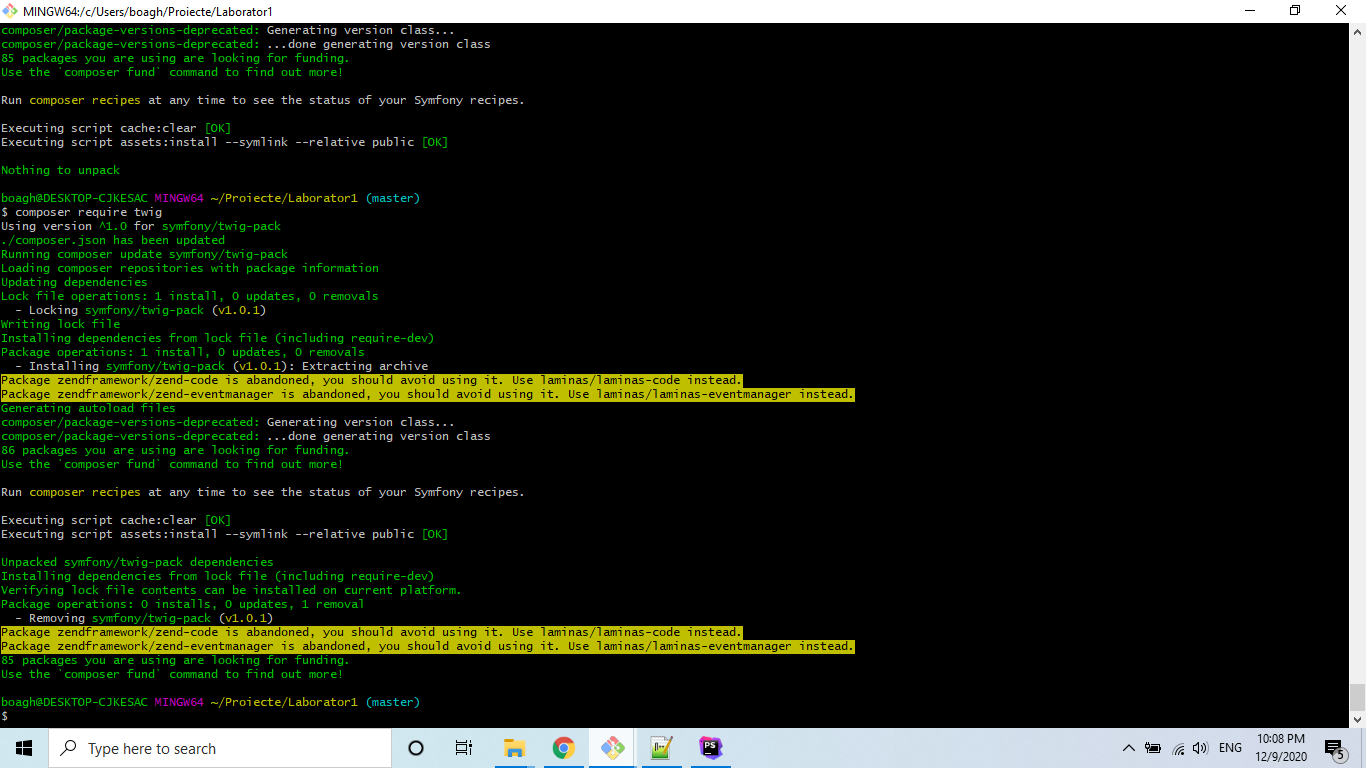 MINGW64:/c/Users/boagh/Proiecte/Laborator1
composer/package-versions-deprecated: Generating version class...
composer/package-versions-deprecated: ...done generating version class
85 packages you are using are looking for funding.
Use the `composer fund` command to find out more!
Run composer recipes at any time to see the status of your Symfony recipes.
Executing script cache:clear [OK]
Executing script assets:install --symlink --relative public [OK]
Nothing to unpack
boagh@DESKTOP-CJKESAC MINGW64 ~/Proiecte/Laborator1 (master)
$ composer require twig
Using version ^1.0 for symfony/twig-pack
./composer.json has been updated
Running composer update symfony/twig-pack
Loading composer repositories with package information
Updating dependencies
Lock file operations: 1 install, 0 updates, 0 removals
  - Locking symfony/twig-pack (v1.0.1)
Writing lock file
Installing dependencies from lock file (including require-dev)
Package operations: 1 install, 0 updates, 0 removals
  - Installing symfony/twig-pack (v1.0.1): Extracting archive
Package zendframework/zend-code is abandoned, you should avoid using it. Use laminas/laminas-code instead.
Package zendframework/zend-eventmanager is abandoned, you should avoid using it. Use laminas/laminas-eventmanager instead.
Generating autoload files
composer/package-versions-deprecated: Generating version class...
composer/package-versions-deprecated: ...done generating version class
86 packages you are using are looking for funding.
Use the `composer fund` command to find out more!
Run composer recipes at any time to see the status of your Symfony recipes.
Executing script cache:clear [OK]
Executing script assets:install --symlink --relative public [OK]
Unpacked symfony/twig-pack dependencies
Installing dependencies from lock file (including require-dev)
Verifying lock file contents can be installed on current platform.
Package operations: 0 installs, 0 updates, 1 removal
  - Removing symfony/twig-pack (v1.0.1)
Package zendframework/zend-code is abandoned, you should avoid using it. Use laminas/laminas-code instead.
Package zendframework/zend-eventmanager is abandoned, you should avoid using it. Use laminas/laminas-eventmanager instead.
85 packages you are using are looking for funding.
Use the `composer fund` command to find out more!
boagh@DESKTOP-CJKESAC MINGW64 ~/Proiecte/Laborator1 (master)
$
Type here to search
PS
ENG
10:08 PM
12/9/2020
5